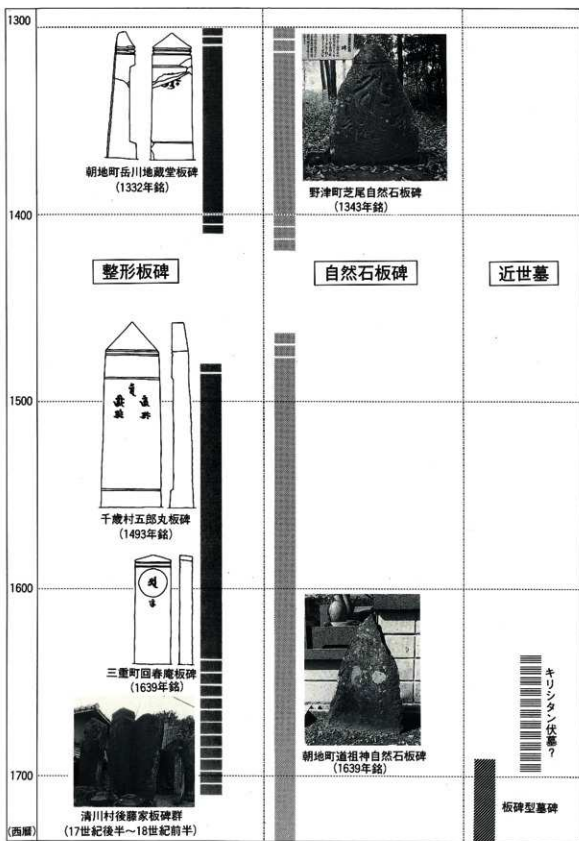 1300
朝地町岳川地蔵堂板碑
(1332年銘)
野津町芝尾自然石板碑
(1343年銘)
1400
整形板碑
自然石板碑
近世墓
1500
千歳村五郎丸板碑
(1493年銘)
1600
三重町回春庵板碑
(1639年銘)
朝地町道祖神自然石板碑
(1639年銘)
キリシタン伏墓?
1700
板碑型墓碑
(西暦)
清川村後藤家板碑群
(17世紀後半〜18世紀前半)